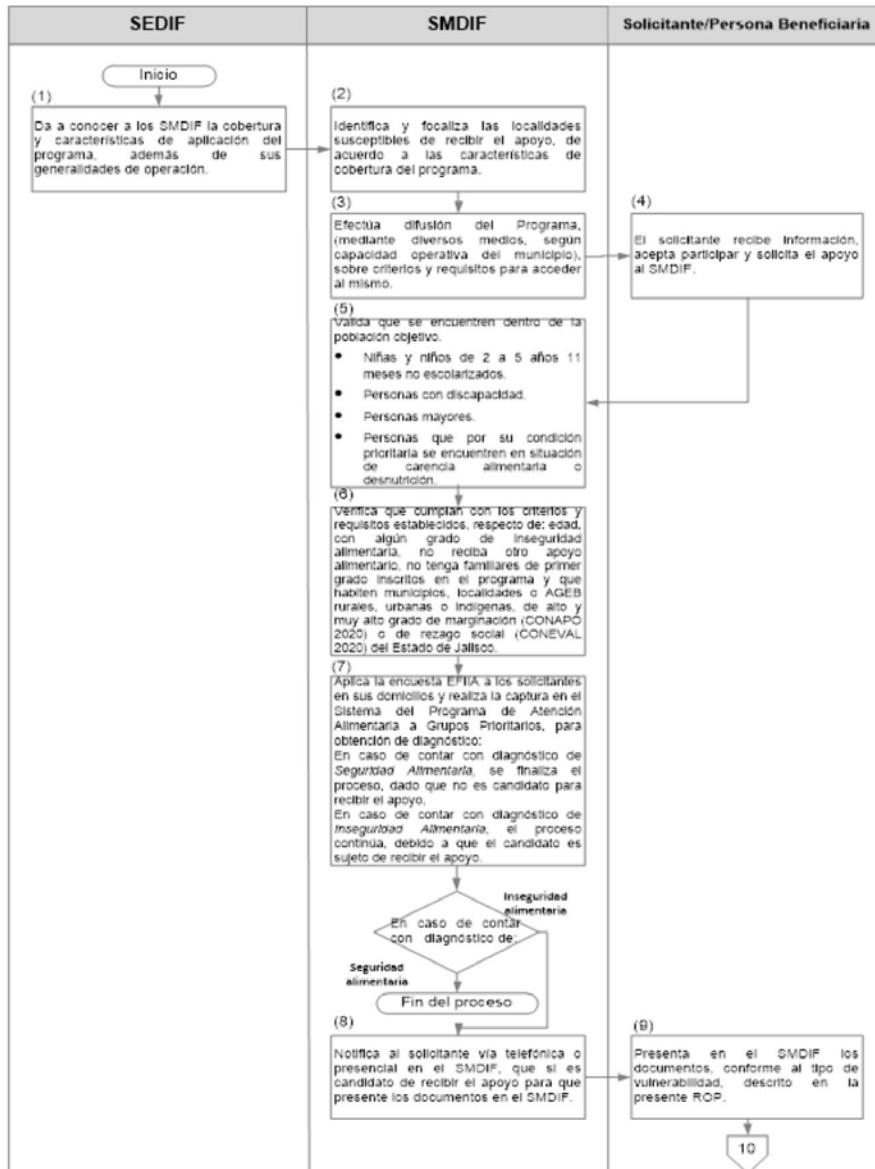 SEDIF
SMDIF
Solicitante/Persona Beneficiaria
Inicio
(1)
Da a conocer a los SMDIF la cobertura
y características de aplicación del
programa, además de sus
generalidades de operación.
(2)
Identifica y focaliza las localidades
susceptibles de recibir el apoyo, de
acuerdo a las características de
cobertura del programa.
(3)
Efectúa difusión del Programa,
(mediante diversos medios, según
capacidad operativa del municipio),
sobre criterios y requisitos para acceder
al mismo.
(4)
El solicitante recibe información,
acepta participar y solicita el apoyo
al SMDIF.
(5)
Valida que se encuentren dentro de la
población objetivo.
● Niñas y niños de 2 a 5 años 11
meses no escolarizados.
● Personas con discapacidad.
● Personas mayores.
● Personas que por su condición
prioritaria se encuentren en situación
de carencia alimentaria o
desnutrición.
(6)
Verifica que cumplan con los criterios y
requisitos establecidos, respecto de: edad,
con algún grado de inseguridad
alimentaria, no reciba otro apoyo
alimentario, no tenga familiares de primer
grado inscritos en el programa y que
habiten municipios, localidades o AGEB
rurales, urbanas o indígenas, de alto y
muy alto grado de marginación (CONAPO
2020) o de rezago social (CONEVAL
2020) del Estado de Jalisco.
(7)
Aplica la encuesta EFIIA a los solicitantes
en sus domicilios y realiza la captura en el
Sistema del Programa de Atención
Alimentaria a Grupos Prioritarios, para
obtención de diagnóstico:
En caso de contar con diagnóstico de
Seguridad Alimentaria, se finaliza el
proceso, dado que no es candidato para
recibir el apoyo.
En caso de contar con diagnóstico de
Inseguridad Alimentaria, el proceso
continúa, debido a que el candidato es
sujeto de recibir el apoyo.
Inseguridad
alimentaria
En caso de contar
con diagnóstico de:
Seguridad
alimentaria
Fin del proceso
(8)
Notifica al solicitante vía telefónica o
presencial en el SMDIF, que si es
candidato de recibir el apoyo para que
presente los documentos en el SMDIF.
(9)
Presenta en el SMDIF los
documentos, conforme al tipo de
vulnerabilidad, descrito en la
presente ROP.
10